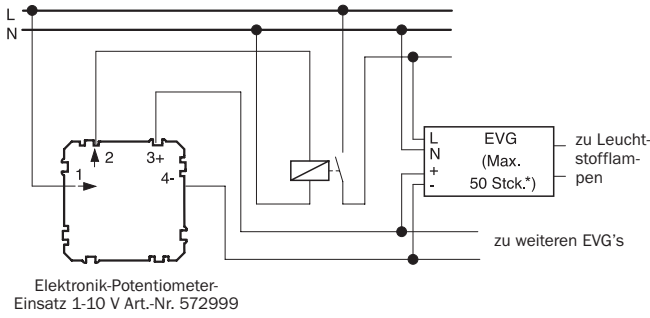 L
N
2
3+
1
4-
L
N
+
-
EVG
(Max.
50 Stck.*)
zu Leucht-
stofflam-
pen
zu weiteren EVG's
Elektronik-Potentiometer-
Einsatz 1-10 V Art.-Nr. 572999